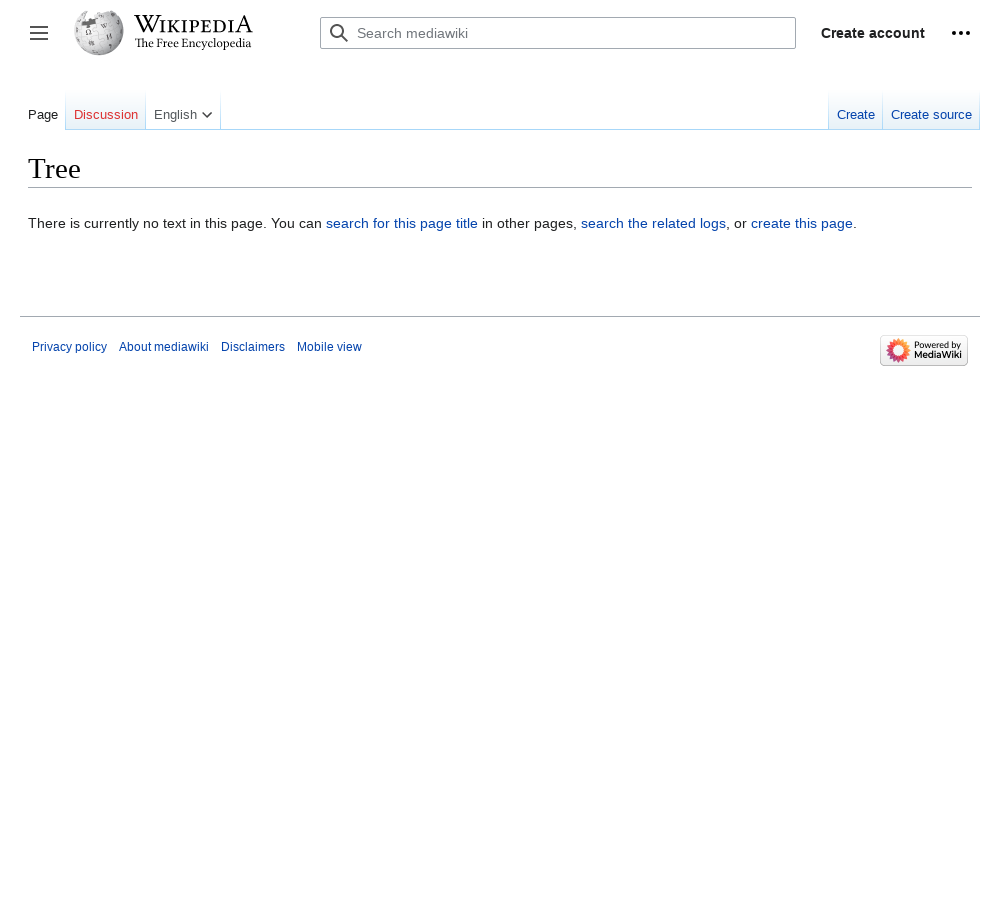 WIKIPEDIA
The Free Encyclopedia
Search mediawiki
Create account
Page
Discussion
English
Create
Create source
Tree
There is currently no text in this page. You can search for this page title in other pages, search the related logs, or create this page.
Privacy policy
About mediawiki
Disclaimers
Mobile view
Powered by
MediaWiki